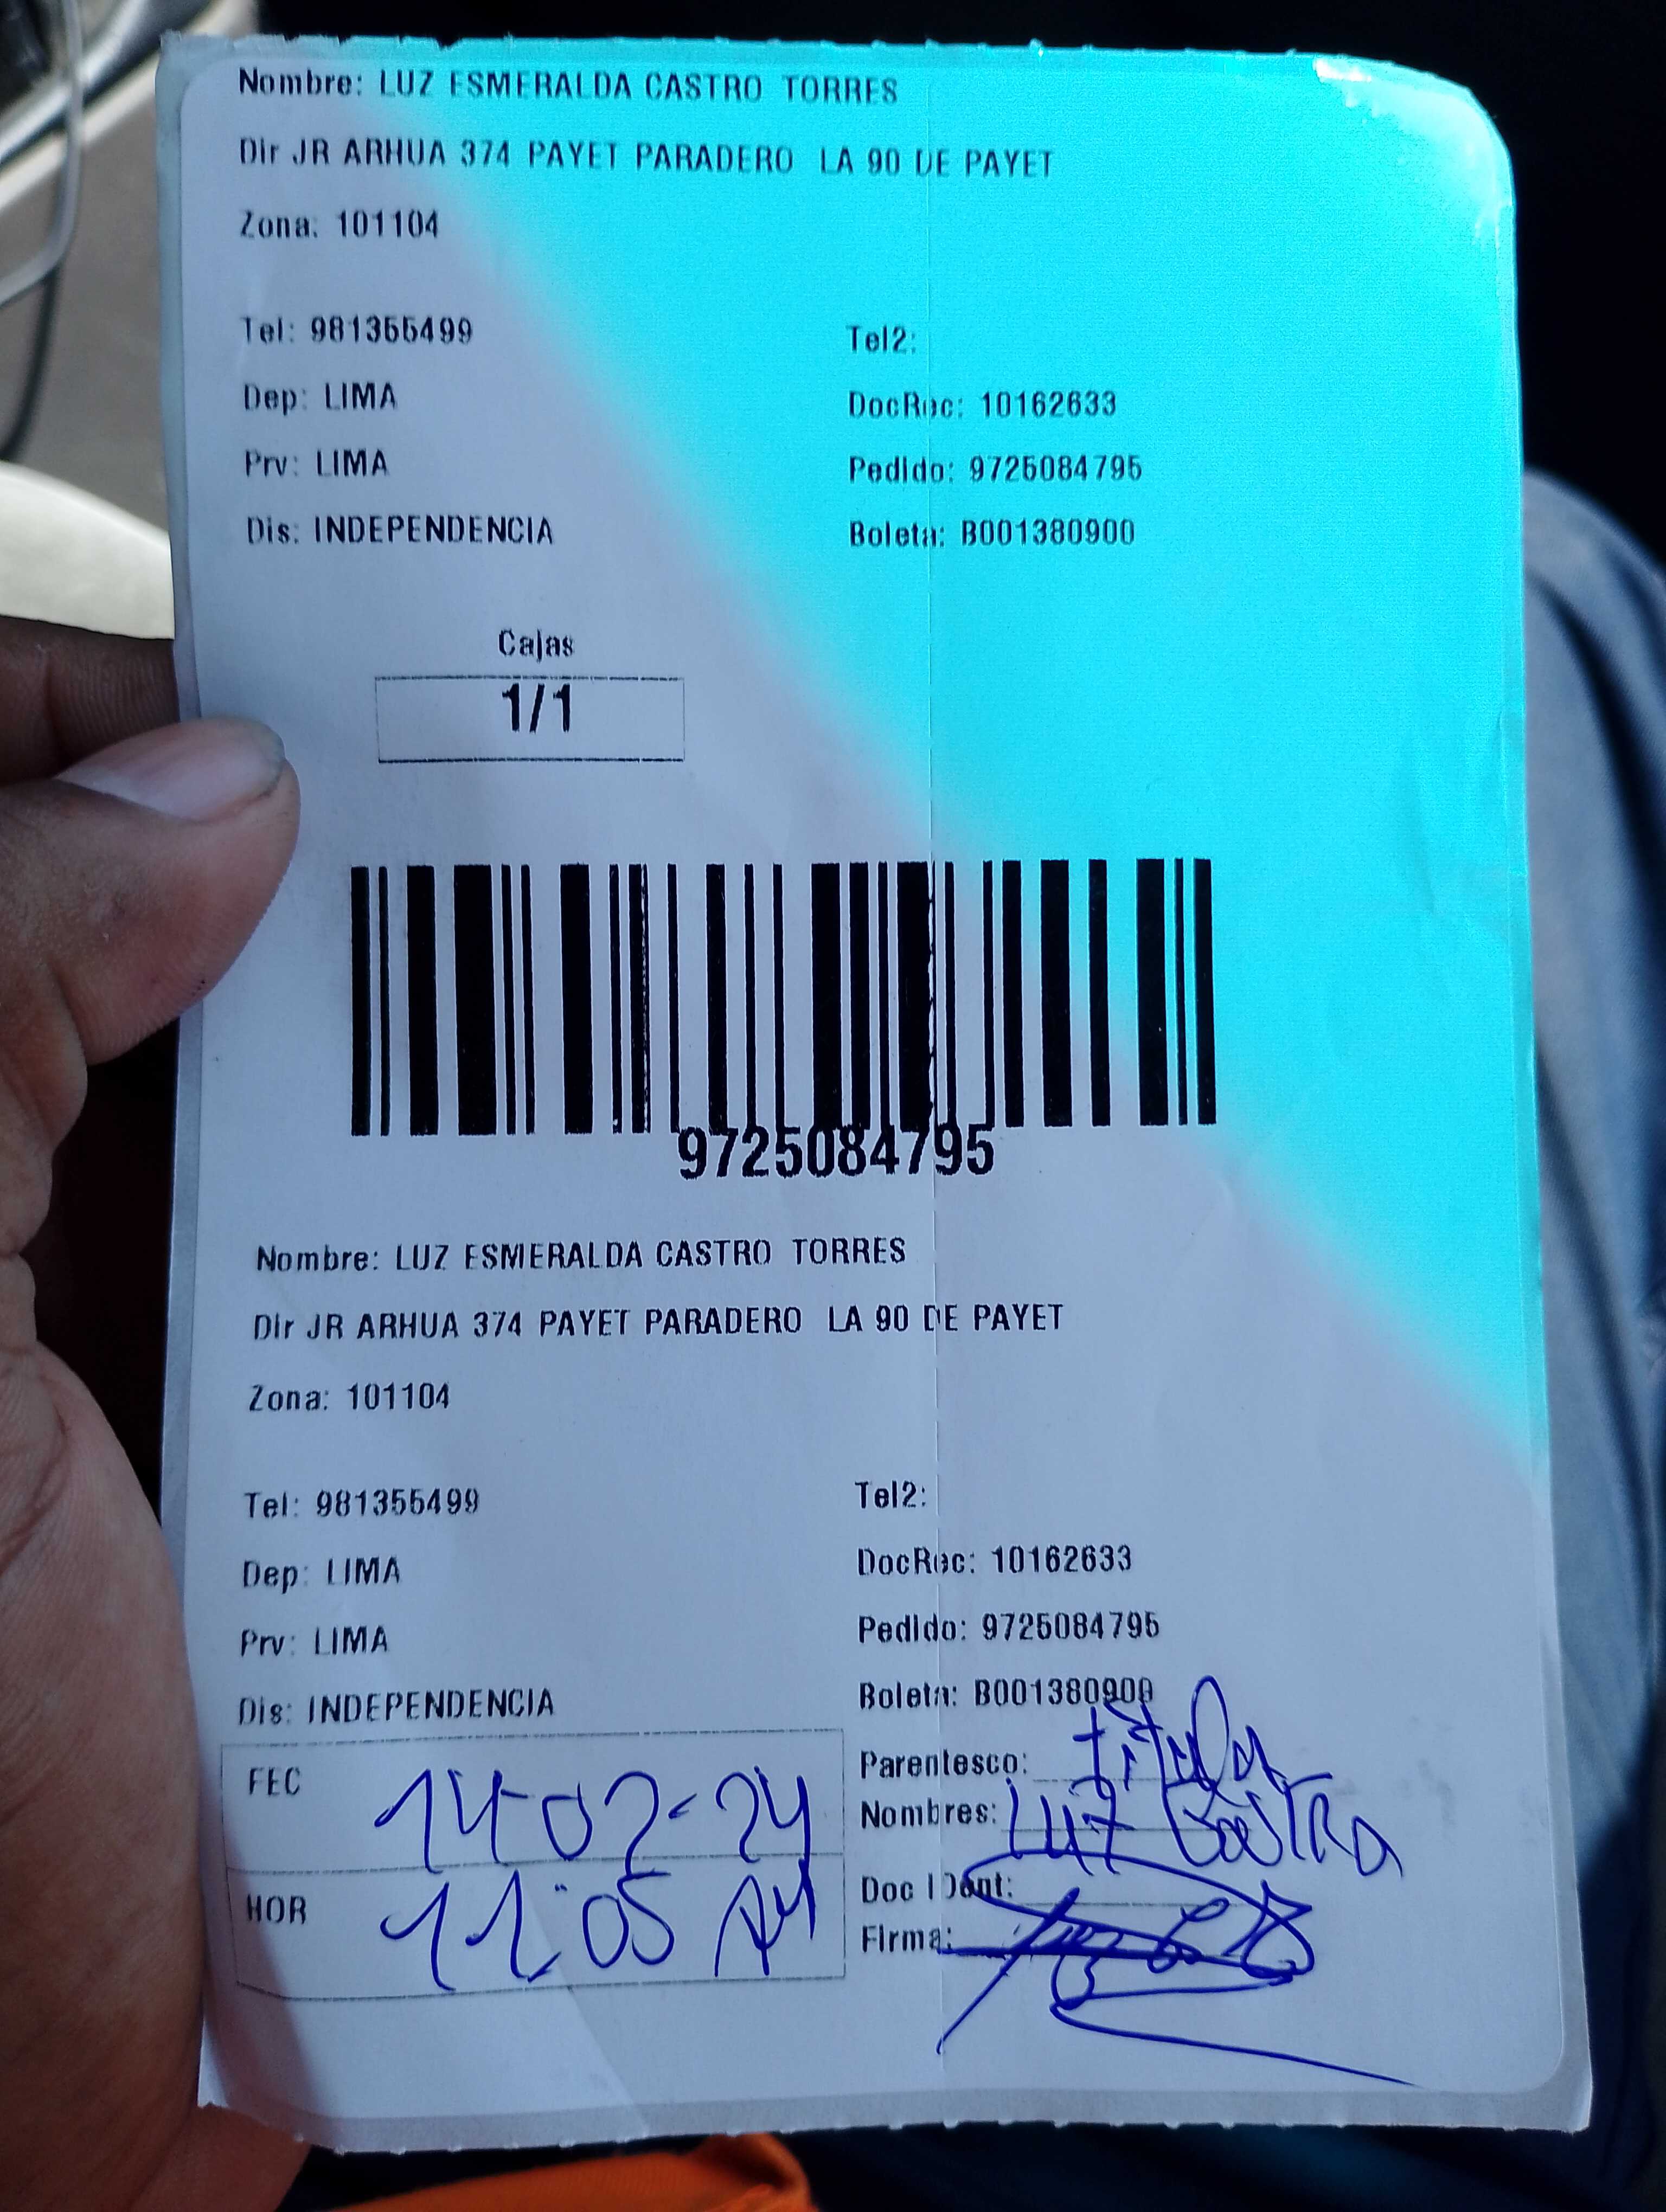 Nombre: LUZ ESMERALDA CASTRO TORRES
Dir JR ARHUA 374 PAYET PARADERO LA 90 DE PAYET
Zona: 101104
Tel: 981355499 Tel2:
Dep: LIMA DocRec: 10162633
Prv: LIMA Pedido: 9725084795
Dis: INDEPENDENCIA Boleta: B001380900
Cajas
1/1
9725084795
Nombre: LUZ ESMERALDA CASTRO TORRES
Dir JR ARHUA 374 PAYET PARADERO LA 90 DE PAYET
Zona: 101104
Tel: 981355499 Tel2:
Dep: LIMA DocRec: 10162633
Prv: LIMA Pedido: 9725084795
Dis: INDEPENDENCIA Boleta: B001380900
FEC 14-02-24
HOR 11:05 AM
Parentesco: titular
Nombres: Luz Castro
Doc Ident:
Firma: